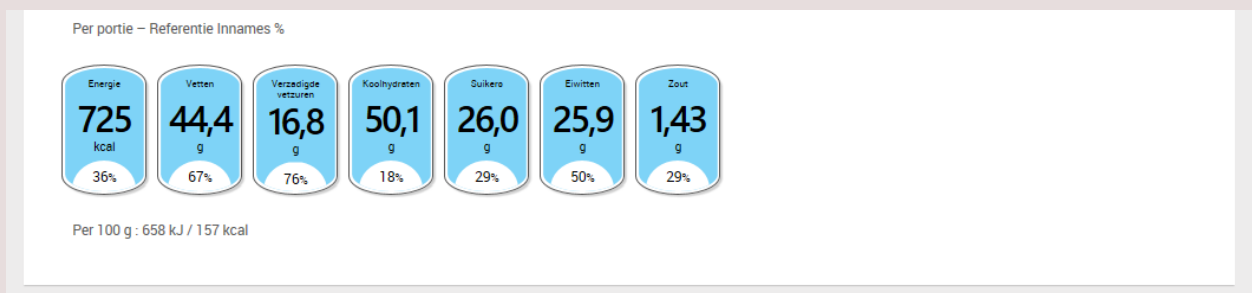 Per portie – Referentie Innames %
Energie
725
kcal
36%
Vetten
44,4
g
67%
Verzadigde
vetzuren
16,8
g
76%
Koolhydraten
50,1
g
18%
Suikers
26,0
g
29%
Eiwitten
25,9
g
50%
Zout
1,43
g
29%
Per 100 g : 658 kJ / 157 kcal